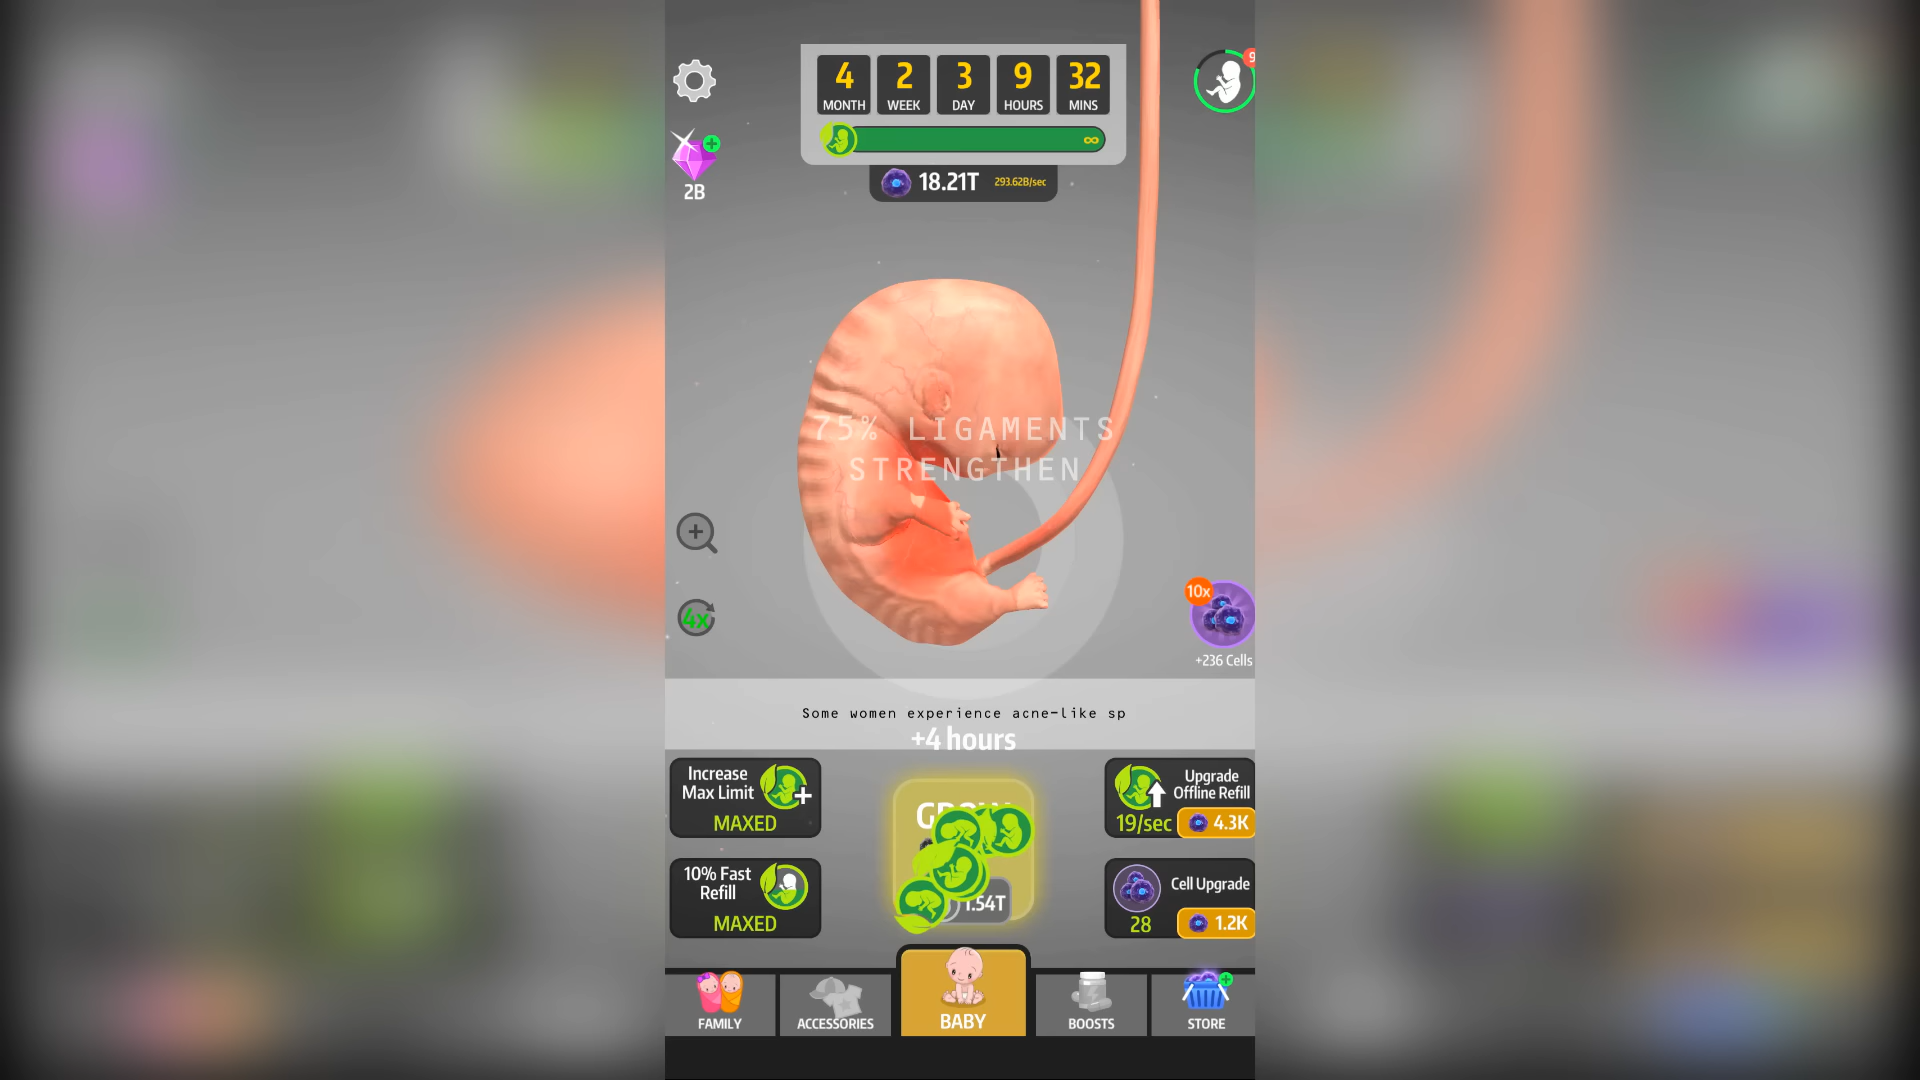 4 2 3 9 32
MONTH WEEK DAY HOURS MINS
∞
9
2B
18.21T 293.62B/sec
75% LIGAMENTS
STRENGTHEN
4x
10x
+236 Cells
Some women experience acne-like sp
+4 hours
Increase
Max Limit
MAXED
10% Fast
Refill
MAXED
1.54T
Upgrade
Offline Refill
19/sec 4.3K
Cell Upgrade
28 1.2K
FAMILY ACCESSORIES BABY BOOSTS STORE